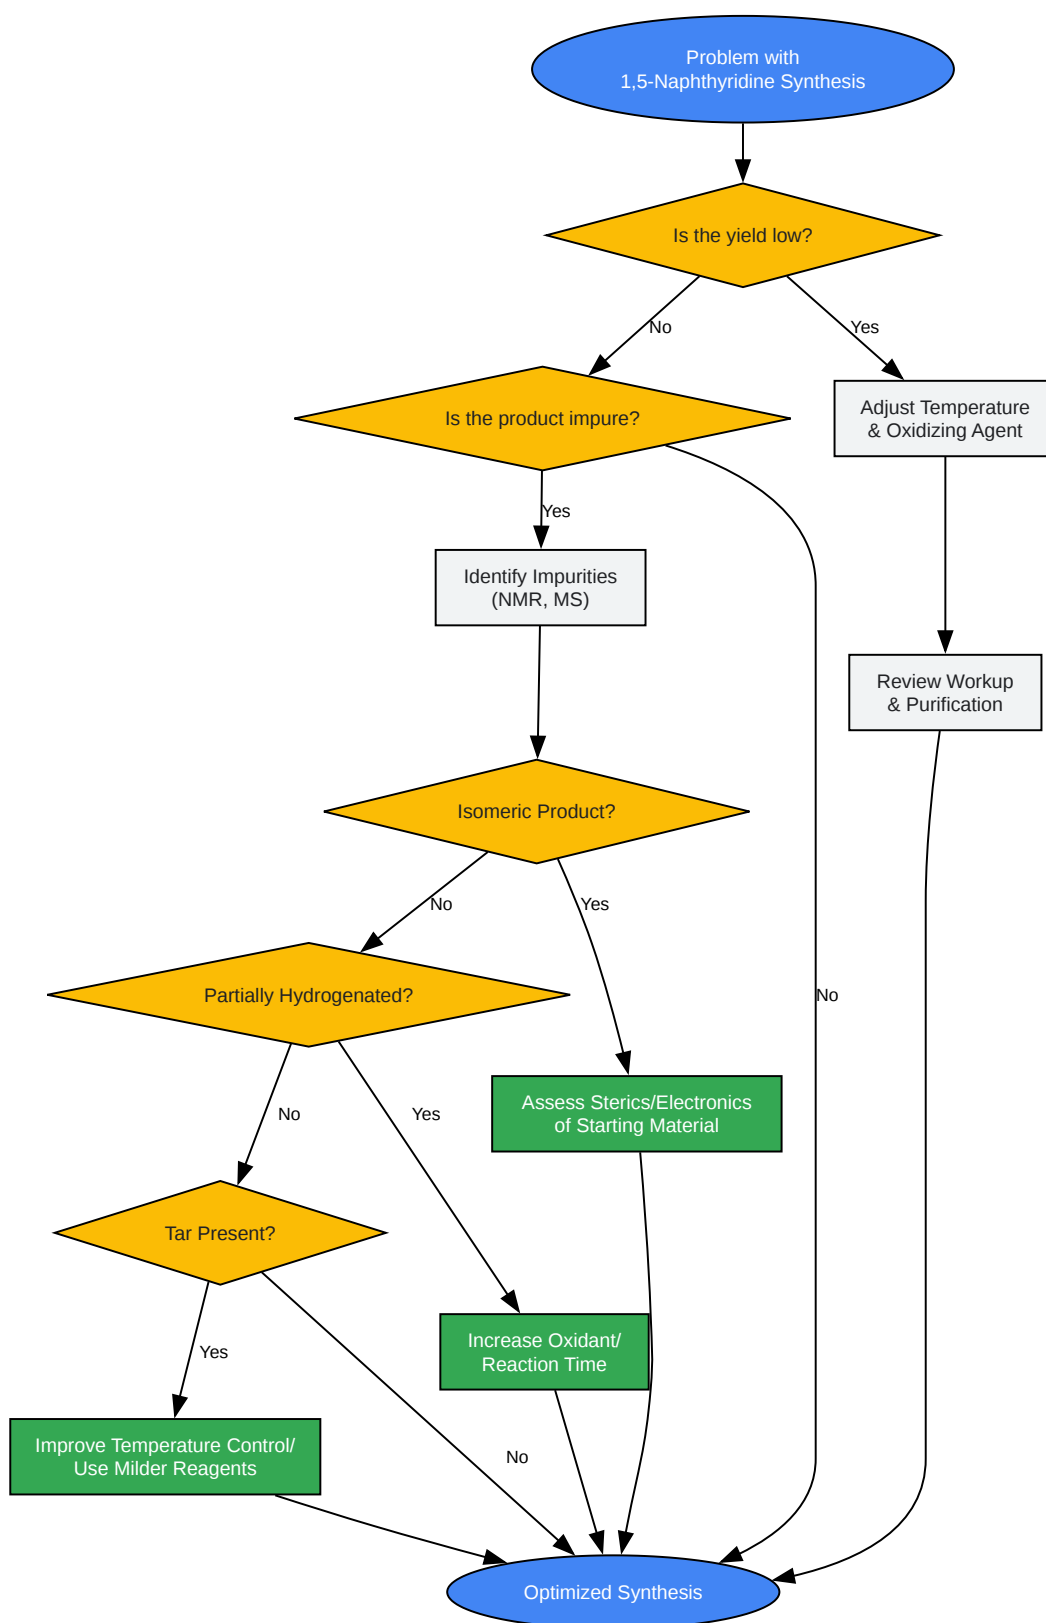 Problem with
1,5-Naphthyridine Synthesis
Is the yield low?
No
Yes
Is the product impure?
Adjust Temperature
& Oxidizing Agent
Yes
Identify Impurities
(NMR, MS)
Review Workup
& Purification
Isomeric Product?
No
Yes
Partially Hydrogenated?
No
Assess Sterics/Electronics
of Starting Material
No
Yes
Tar Present?
Increase Oxidant/
Reaction Time
Yes
Improve Temperature Control/
Use Milder Reagents
No
Optimized Synthesis